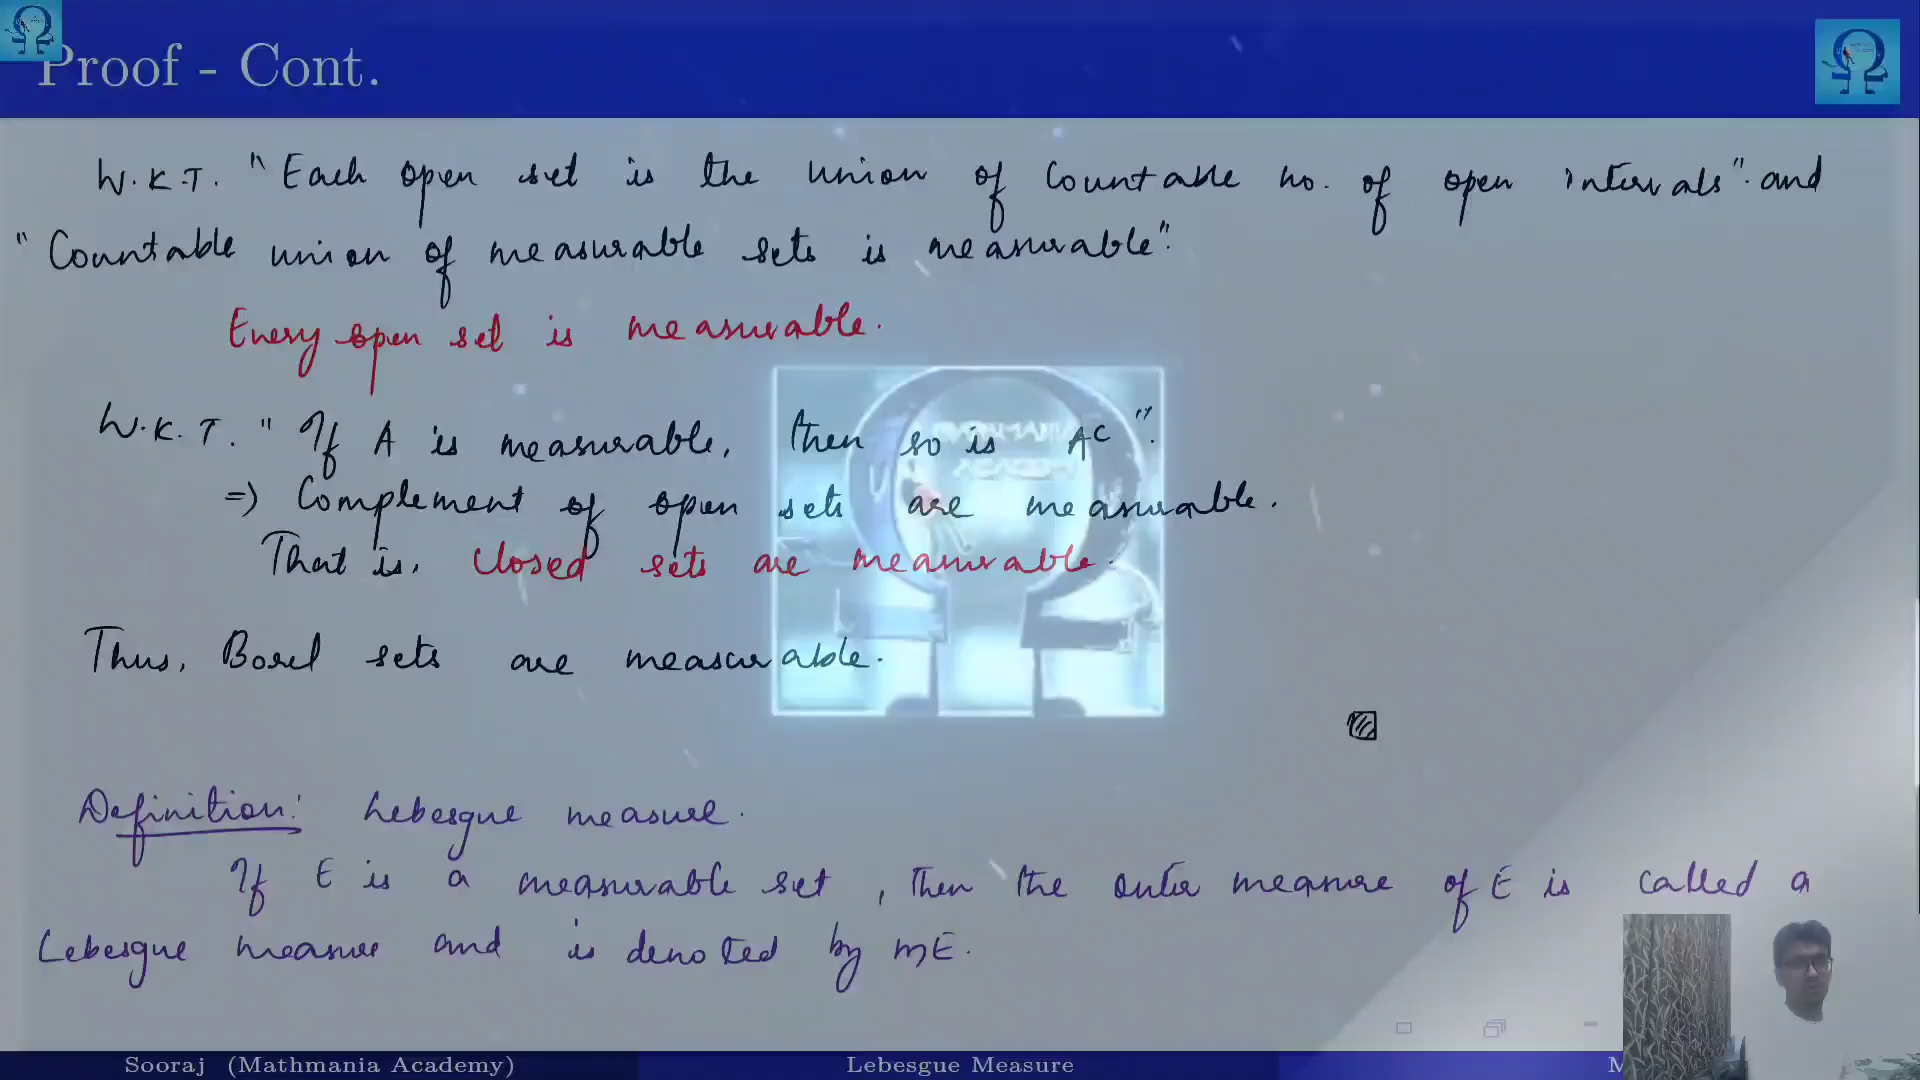 Proof - Cont.
W.K.T. "Each open set is the union of Countable no. of open intervals". and
"Countable union of measurable sets is measurable".
Every open set is measurable.
W.K.T. "If A is measurable, then so is A^C".
=) Complement of open sets are measurable.
That is, Closed sets are measurable.
Thus, Borel sets are measurable.
Definition: Lebesgue measure.
If E is a measurable set, then the outer measure of E is called a
Lebesgue measure and is denoted by mE.
Sooraj (Mathmania Academy)
Lebesgue Measure